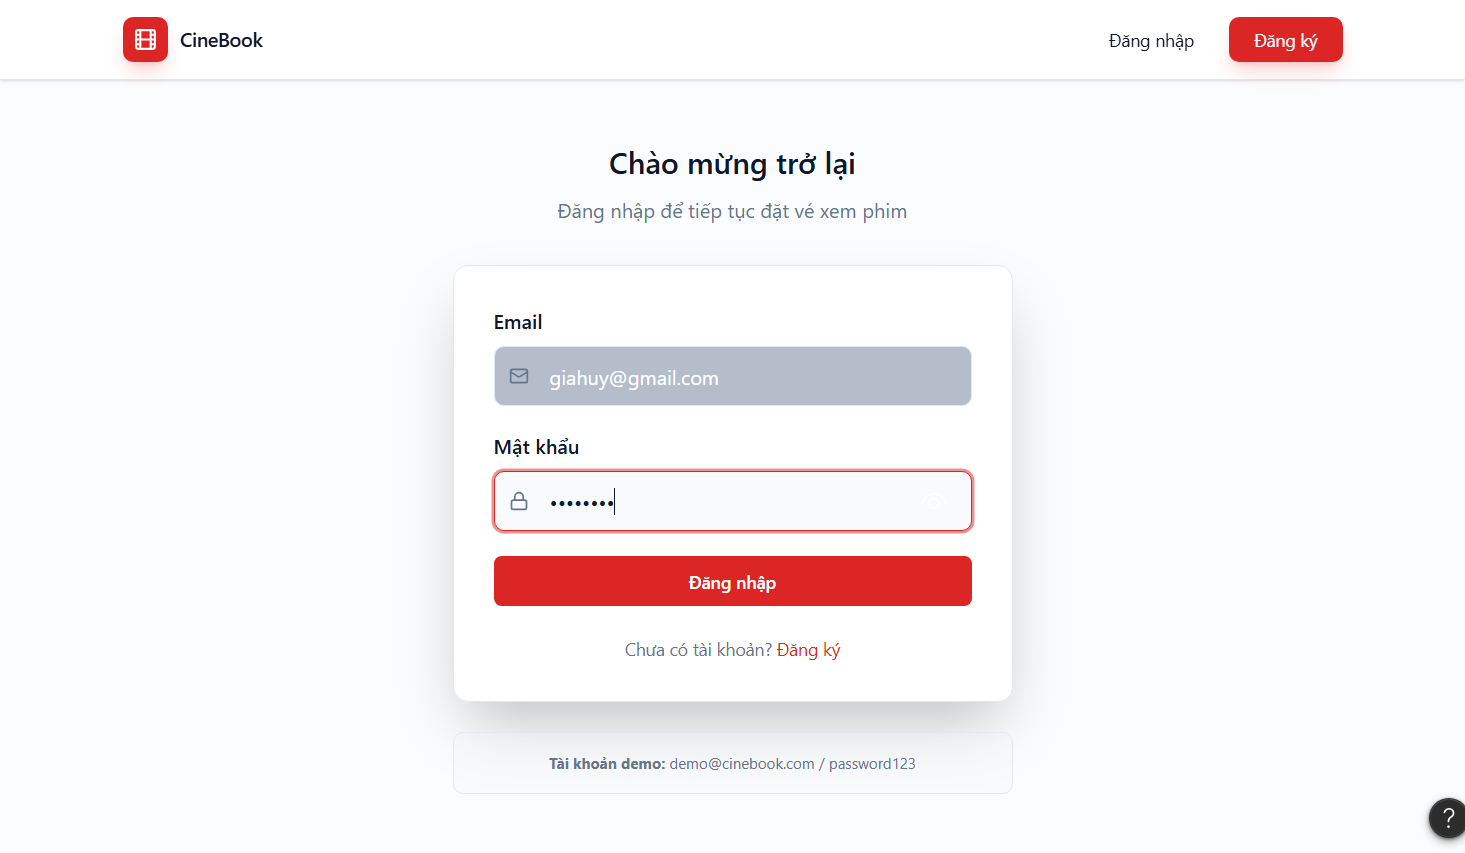 CineBook
Đăng nhập
Đăng ký
Chào mừng trở lại
Đăng nhập để tiếp tục đặt vé xem phim
Email
giahuy@gmail.com
Mật khẩu
••••••••
Đăng nhập
Chưa có tài khoản? Đăng ký
Tài khoản demo: demo@cinebook.com / password123
?